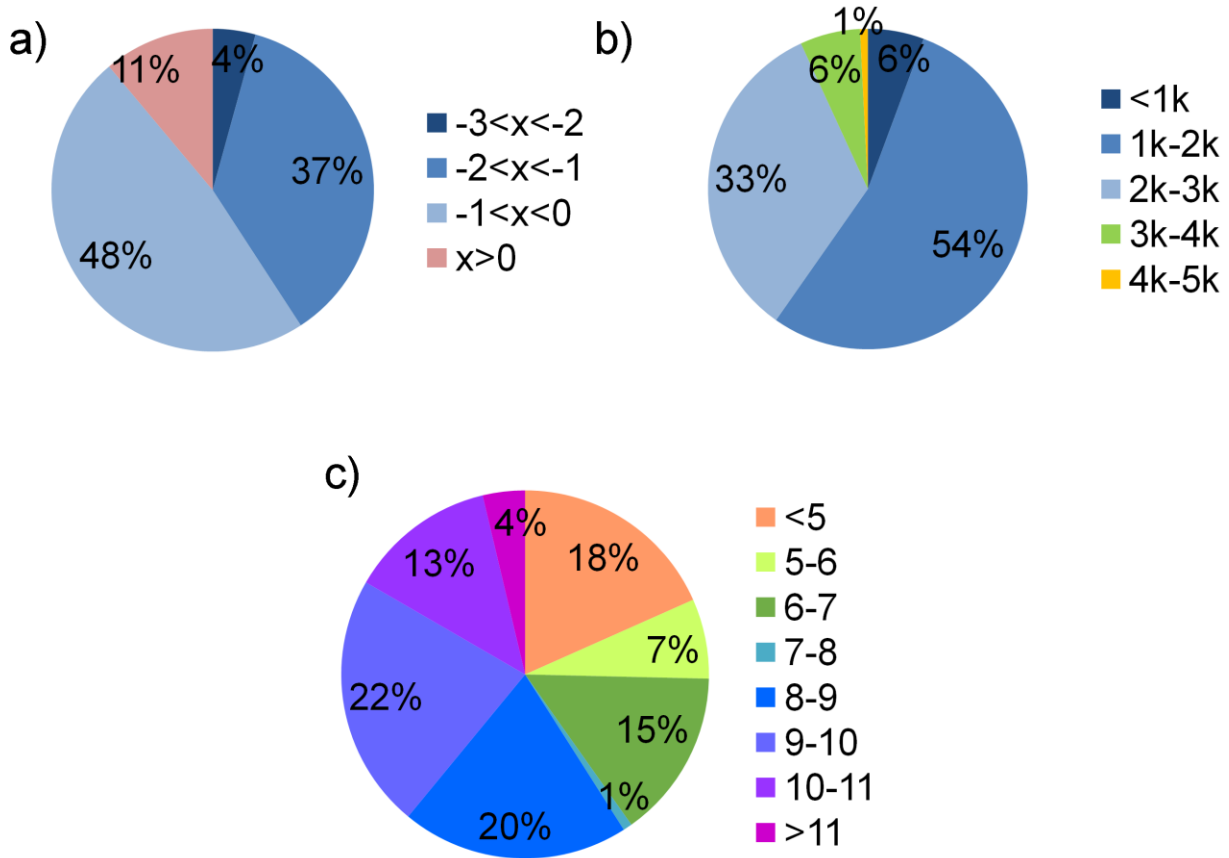 a)
4%
37%
48%
11%
-3<x<-2
-2<x<-1
-1<x<0
x>0
b)
1%
6%
54%
33%
6%
<1k
1k-2k
2k-3k
3k-4k
4k-5k
c)
18%
7%
15%
1%
20%
22%
13%
4%
<5
5-6
6-7
7-8
8-9
9-10
10-11
>11